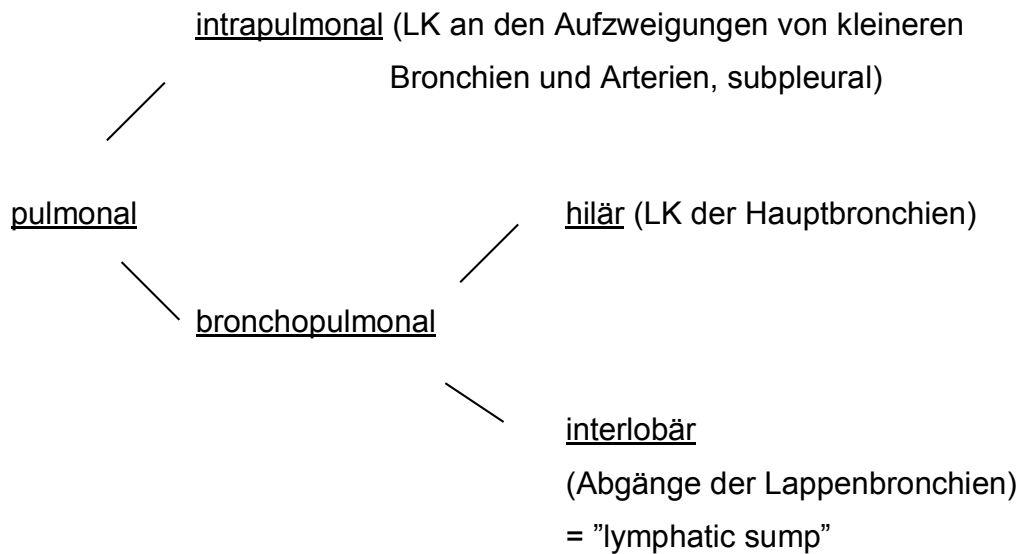 intrapulmonal (LK an den Aufzweigungen von kleineren
Bronchien und Arterien, subpleural)
pulmonal
hilär (LK der Hauptbronchien)
bronchopulmonal
interlobär
(Abgänge der Lappenbronchien)
= ”lymphatic sump”